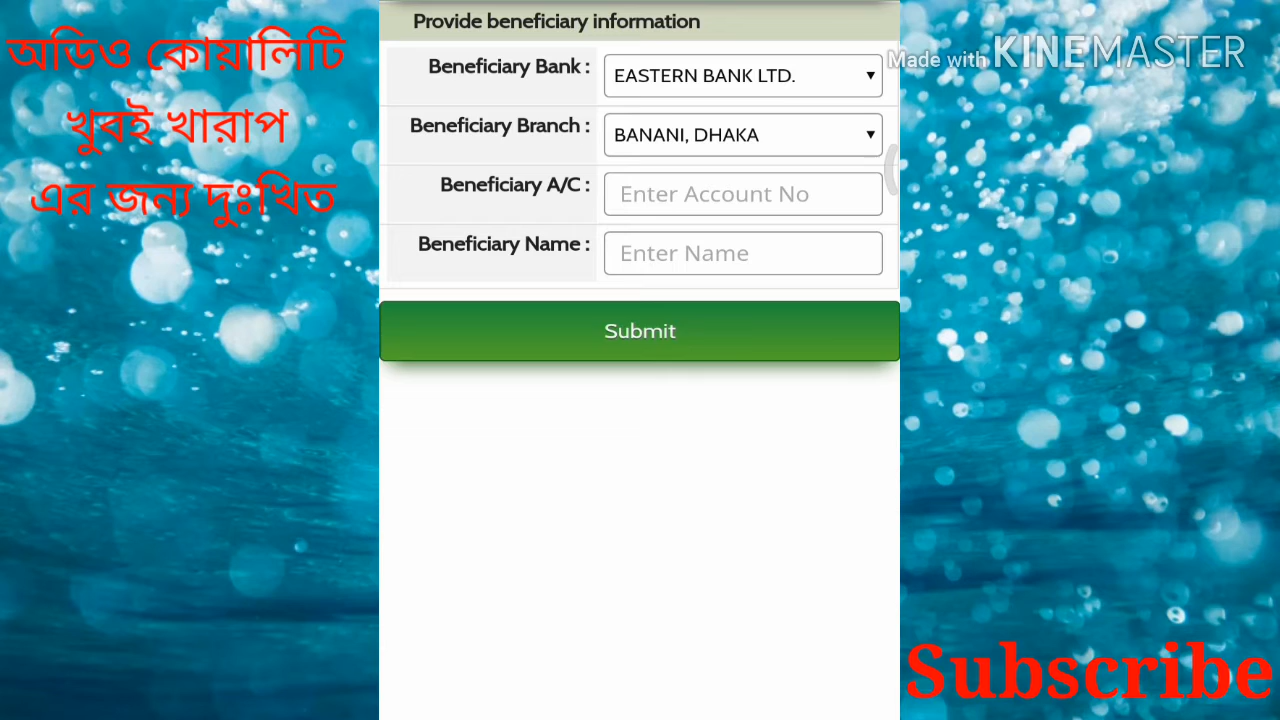 অডিও কোয়ালিটি
খুবই খারাপ
এর জন্য দুঃখিত
Provide beneficiary information
Beneficiary Bank : EASTERN BANK LTD.
Beneficiary Branch : BANANI, DHAKA
Beneficiary A/C : Enter Account No
Beneficiary Name : Enter Name
Submit
Made with KINEMASTER
Subscribe